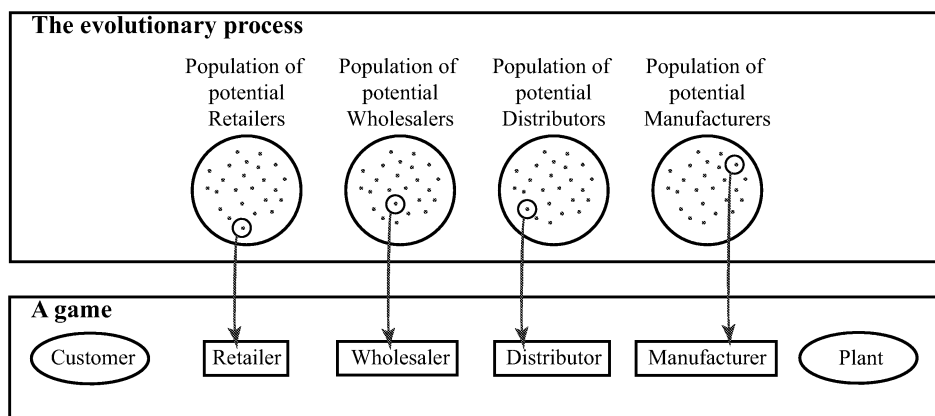 The evolutionary process
Population of
potential
Retailers
Population of
potential
Wholesalers
Population of
potential
Distributors
Population of
potential
Manufacturers
A game
Customer
Retailer
Wholesaler
Distributor
Manufacturer
Plant